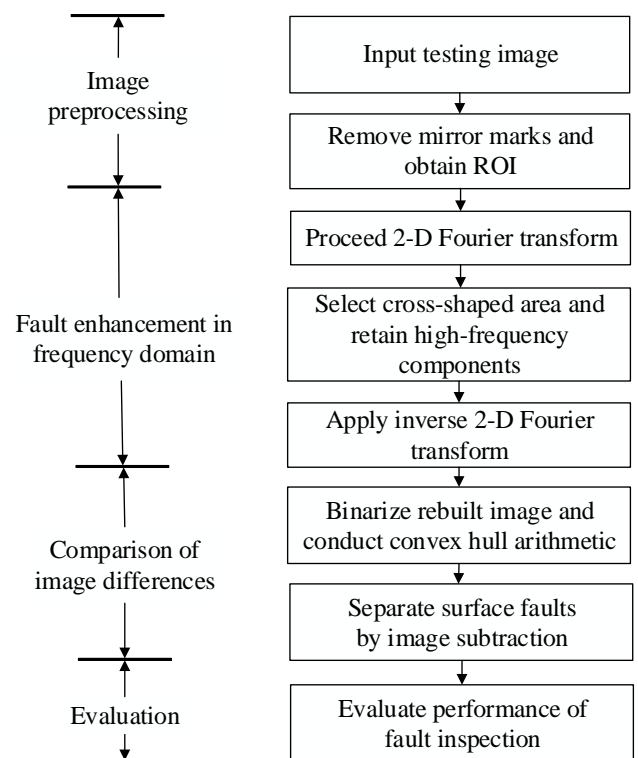 Image
preprocessing
Fault enhancement in
frequency domain
Comparison of
image differences
Evaluation
Input testing image
Remove mirror marks and
obtain ROI
Proceed 2-D Fourier transform
Select cross-shaped area and
retain high-frequency
components
Apply inverse 2-D Fourier
transform
Binarize rebuilt image and
conduct convex hull arithmetic
Separate surface faults
by image subtraction
Evaluate performance of
fault inspection